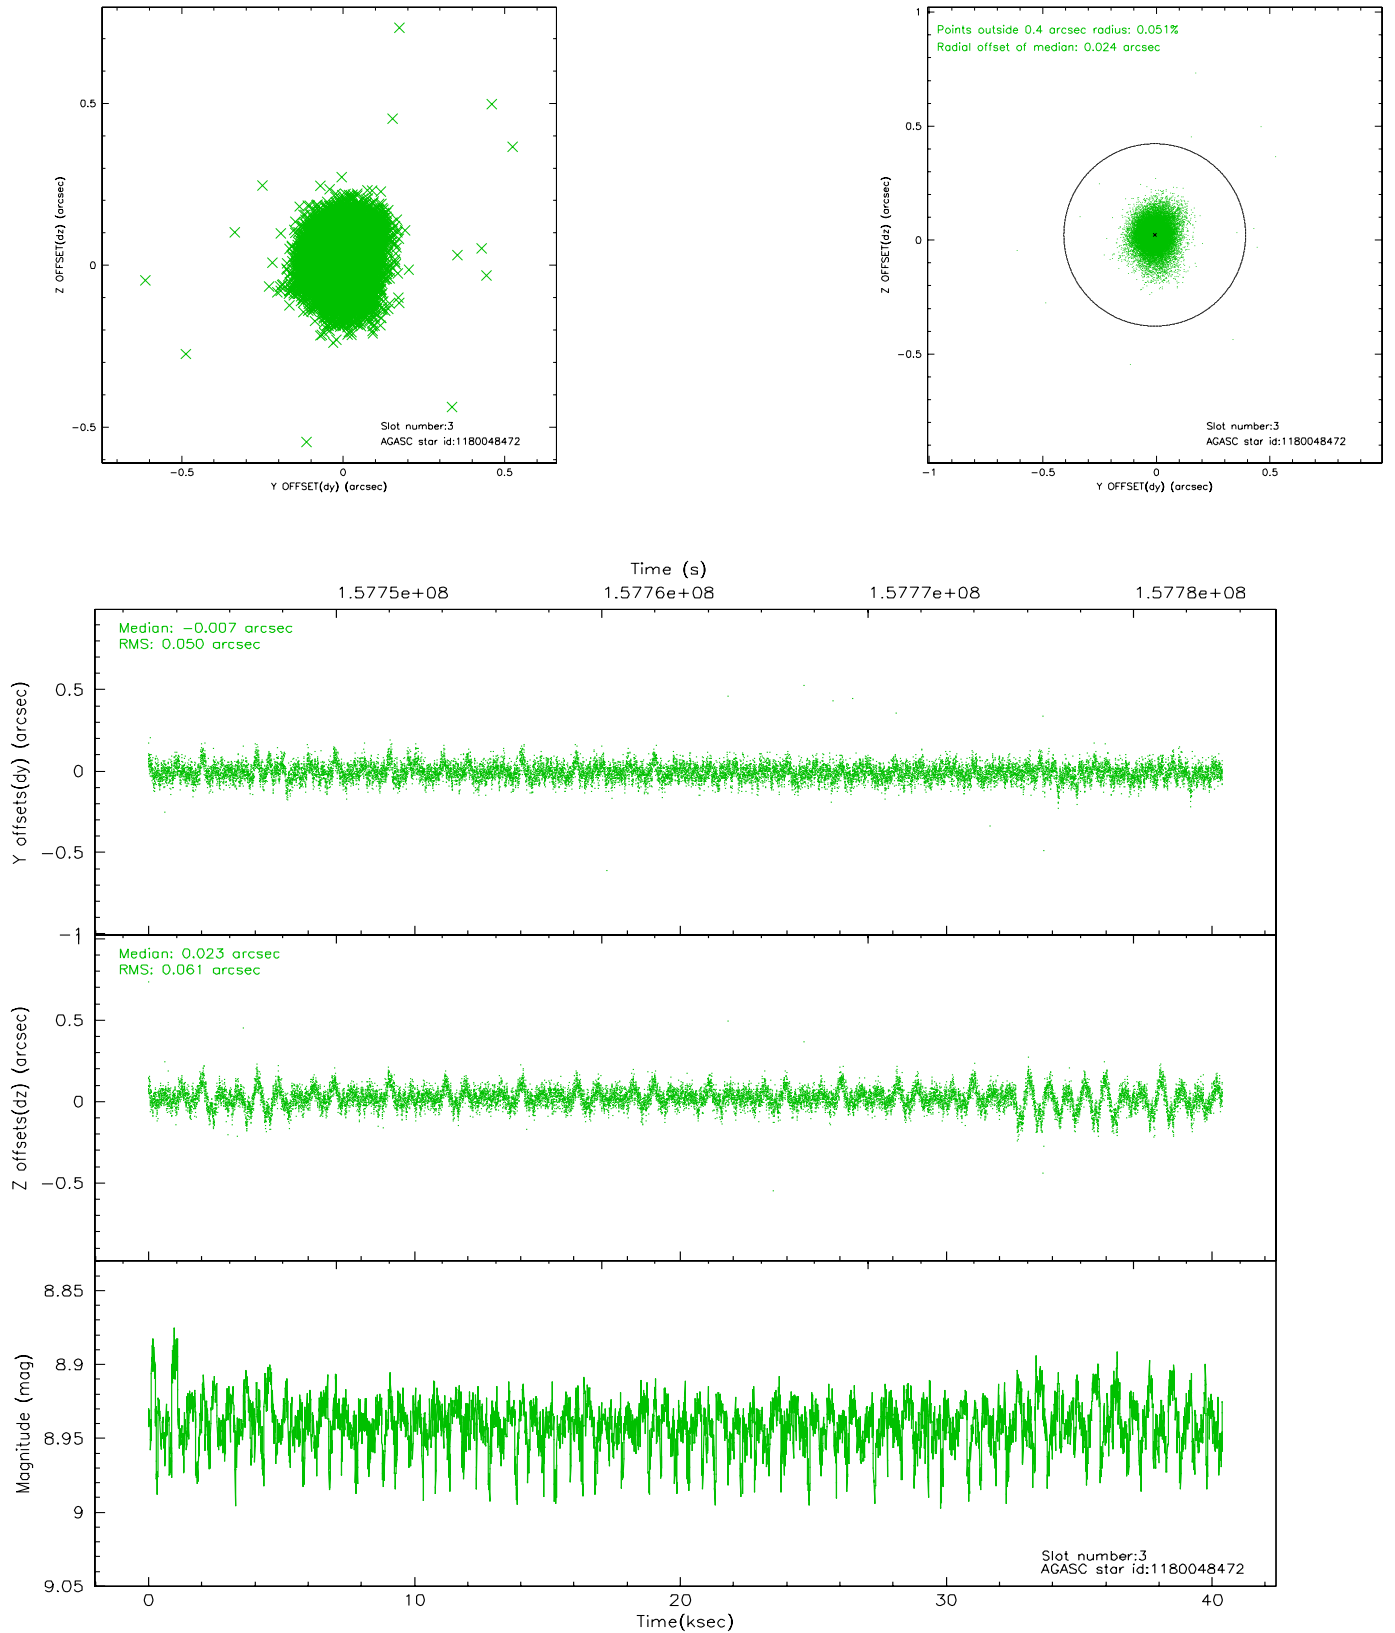 0.5
0
−0.5
Z OFFSET(dz) (arcsec)
Slot number:3
AGASC star id:1180048472
−0.5
0
0.5
Y OFFSET(dy) (arcsec)
1
Points outside 0.4 arcsec radius: 0.051%
Radial offset of median: 0.024 arcsec
0.5
0
−0.5
Z OFFSET(dz) (arcsec)
Slot number:3
AGASC star id:1180048472
−1
−0.5
0
0.5
Y OFFSET(dy) (arcsec)
Time (s)
1.5775e+08
1.5776e+08
1.5777e+08
1.5778e+08
Median: −0.007 arcsec
RMS: 0.050 arcsec
0.5
0
−0.5
−1
Y offsets(dy) (arcsec)
1
Median: 0.023 arcsec
RMS: 0.061 arcsec
0.5
0
−0.5
Z offsets(dz) (arcsec)
8.85
8.9
8.95
9
9.05
Magnitude (mag)
Slot number:3
AGASC star id:1180048472
0
10
20
30
40
Time(ksec)